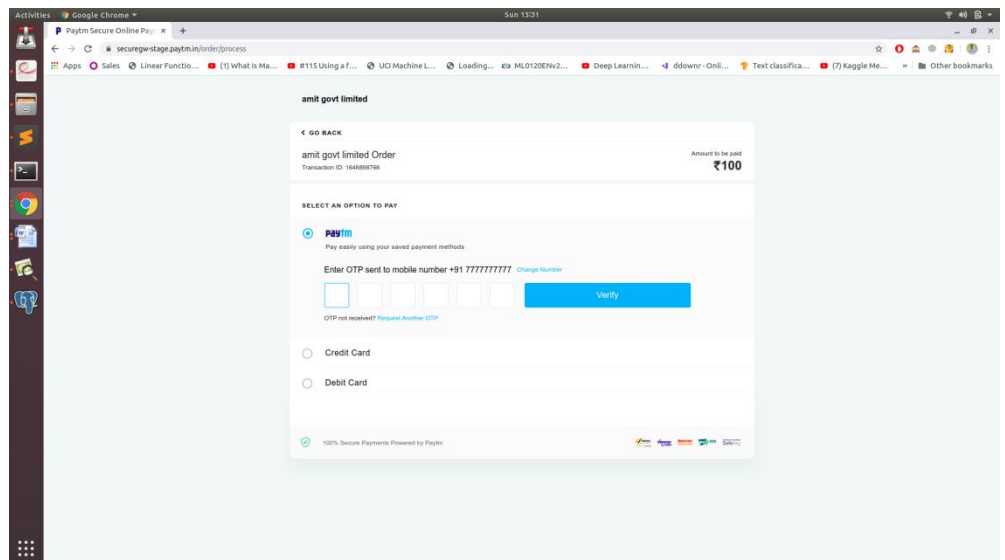 Activities Google Chrome Sun 13:31
Paytm Secure Online Pay
securegw-stage.paytm.in/order/process
Apps Sales Linear Functio... (1) What is Ma... #115 Using a f... UCI Machine L... Loading... ML0120ENv2... Deep Learnin... ddownr - Onli... Text classifica... (7) Kaggle Me... » Other bookmarks
amit govt limited
GO BACK
amit govt limited Order
Amount to be paid
Transaction ID: 1646898766
₹100
SELECT AN OPTION TO PAY
Paytm
Pay easily using your saved payment methods
Enter OTP sent to mobile number +91 7777777777 Change Number
Verify
OTP not received? Request Another OTP
Credit Card
Debit Card
100% Secure Payments Powered by Paytm